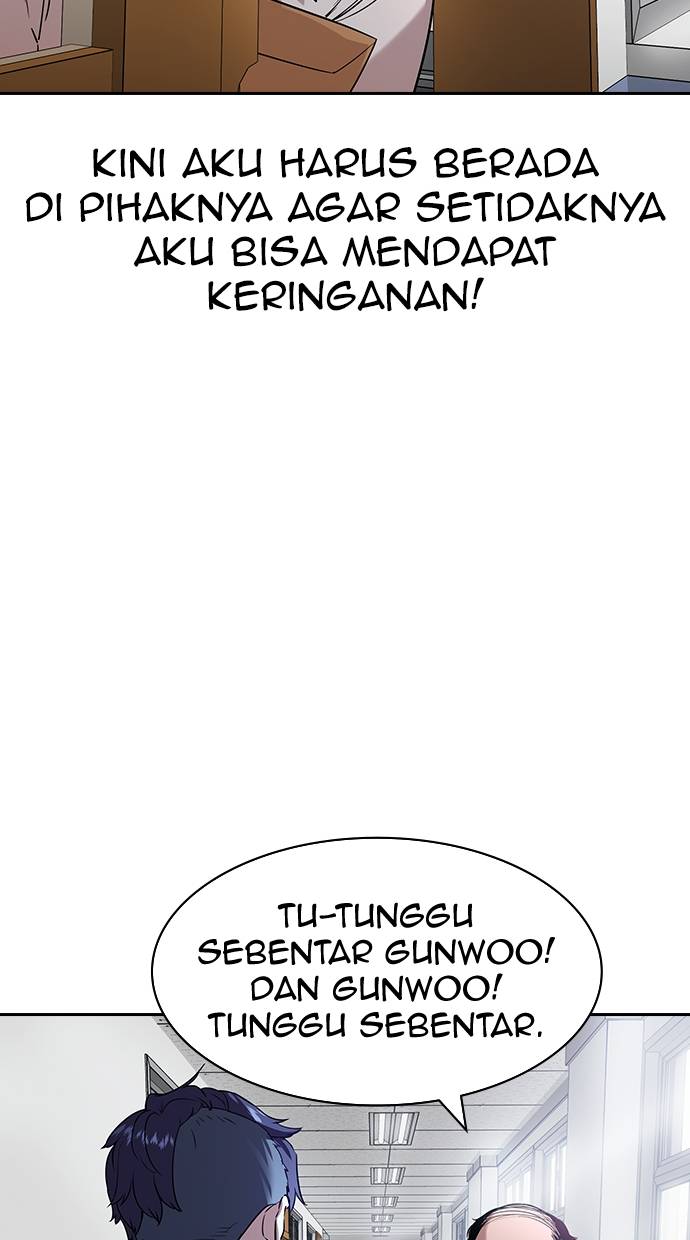 KINI AKU HARUS BERADA
DI PIHAKNYA AGAR SETIDAKNYA
AKU BISA MENDAPAT
KERINGANAN!
TU-TUNGGU
SEBENTAR GUNWOO!
DAN GUNWOO!
TUNGGU SEBENTAR.